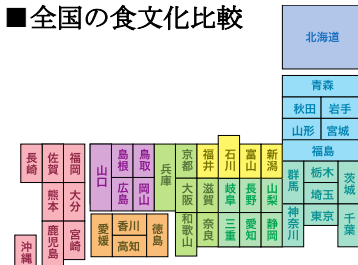 ■全国の食文化比較
北海道
青森
秋田 岩手
山形 宮城
福島
群馬 栃木 茨城
埼玉
神奈川 東京 千葉
新潟 富山 石川 福井 京都 兵庫 鳥取 島根 山口
山梨 長野 岐阜 滋賀 大阪 岡山 広島
静岡 愛知 三重 奈良 和歌山
徳島 香川 愛媛
高知
福岡 佐賀 長崎
大分 熊本
宮崎 鹿児島
沖縄